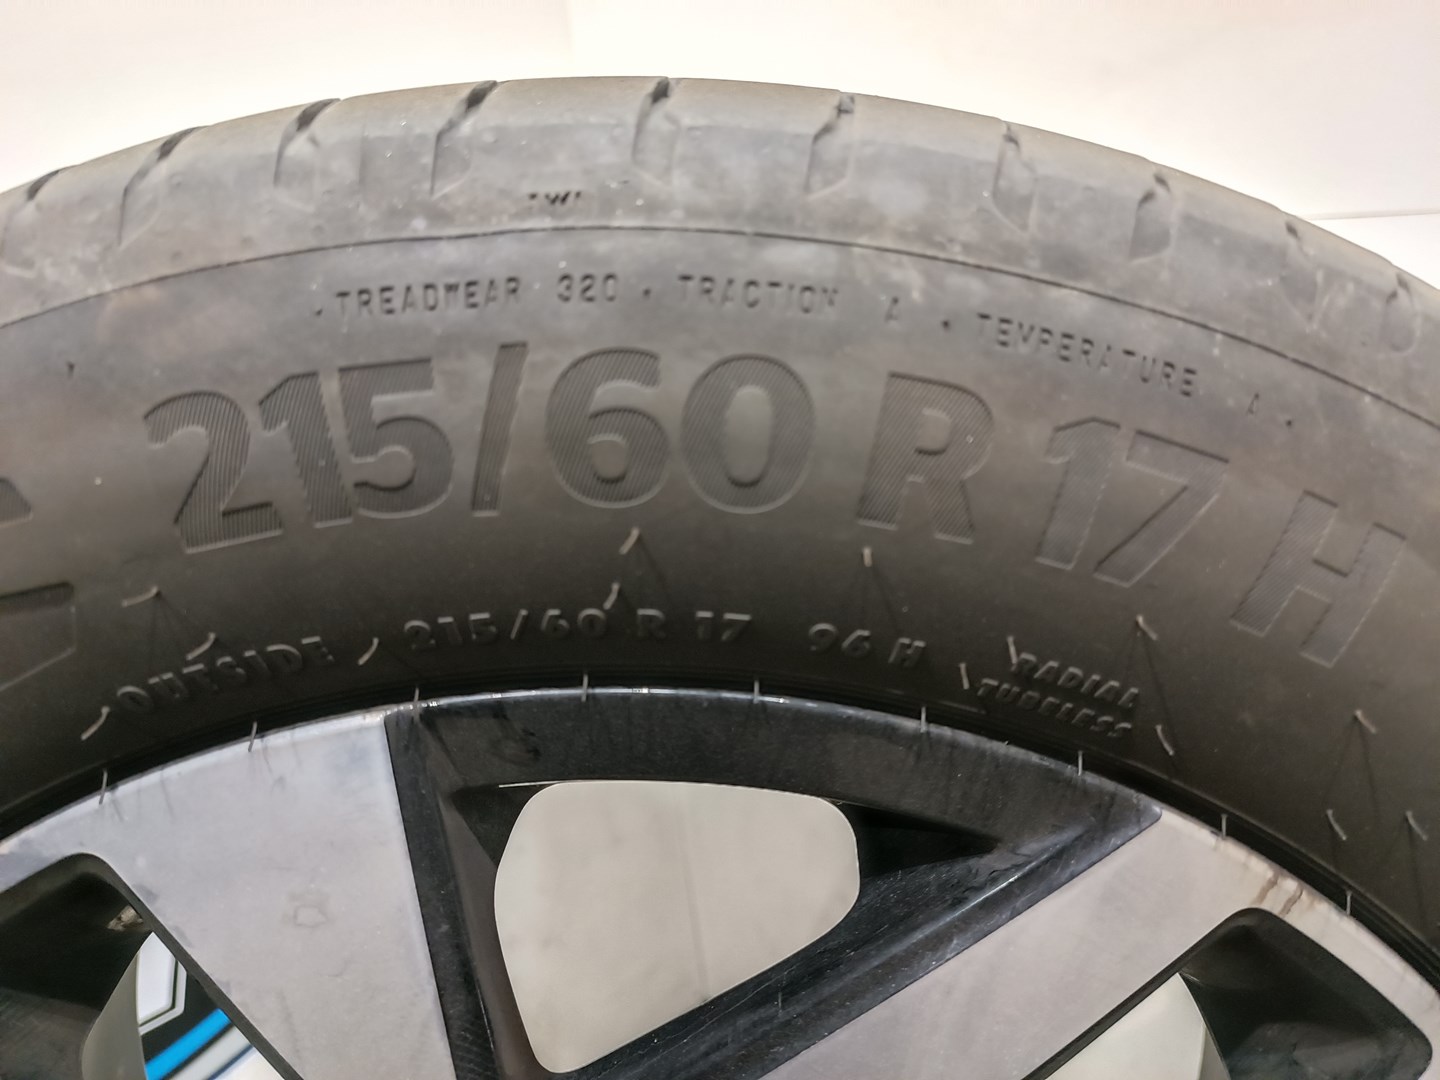 TWI
TREADWEAR 320 . TRACTION A . TEMPERATURE A .
215/60 R 17 H
OUTSIDE 215/60 R 17 96 H RADIAL
TUBELESS